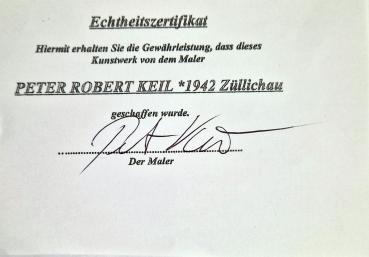 Echtheitszertifikat
Hiermit erhalten Sie die Gewährleistung, dass dieses
Kunstwerk von dem Maler
PETER ROBERT KEIL *1942 Züllichau
geschaffen wurde.
Der Maler